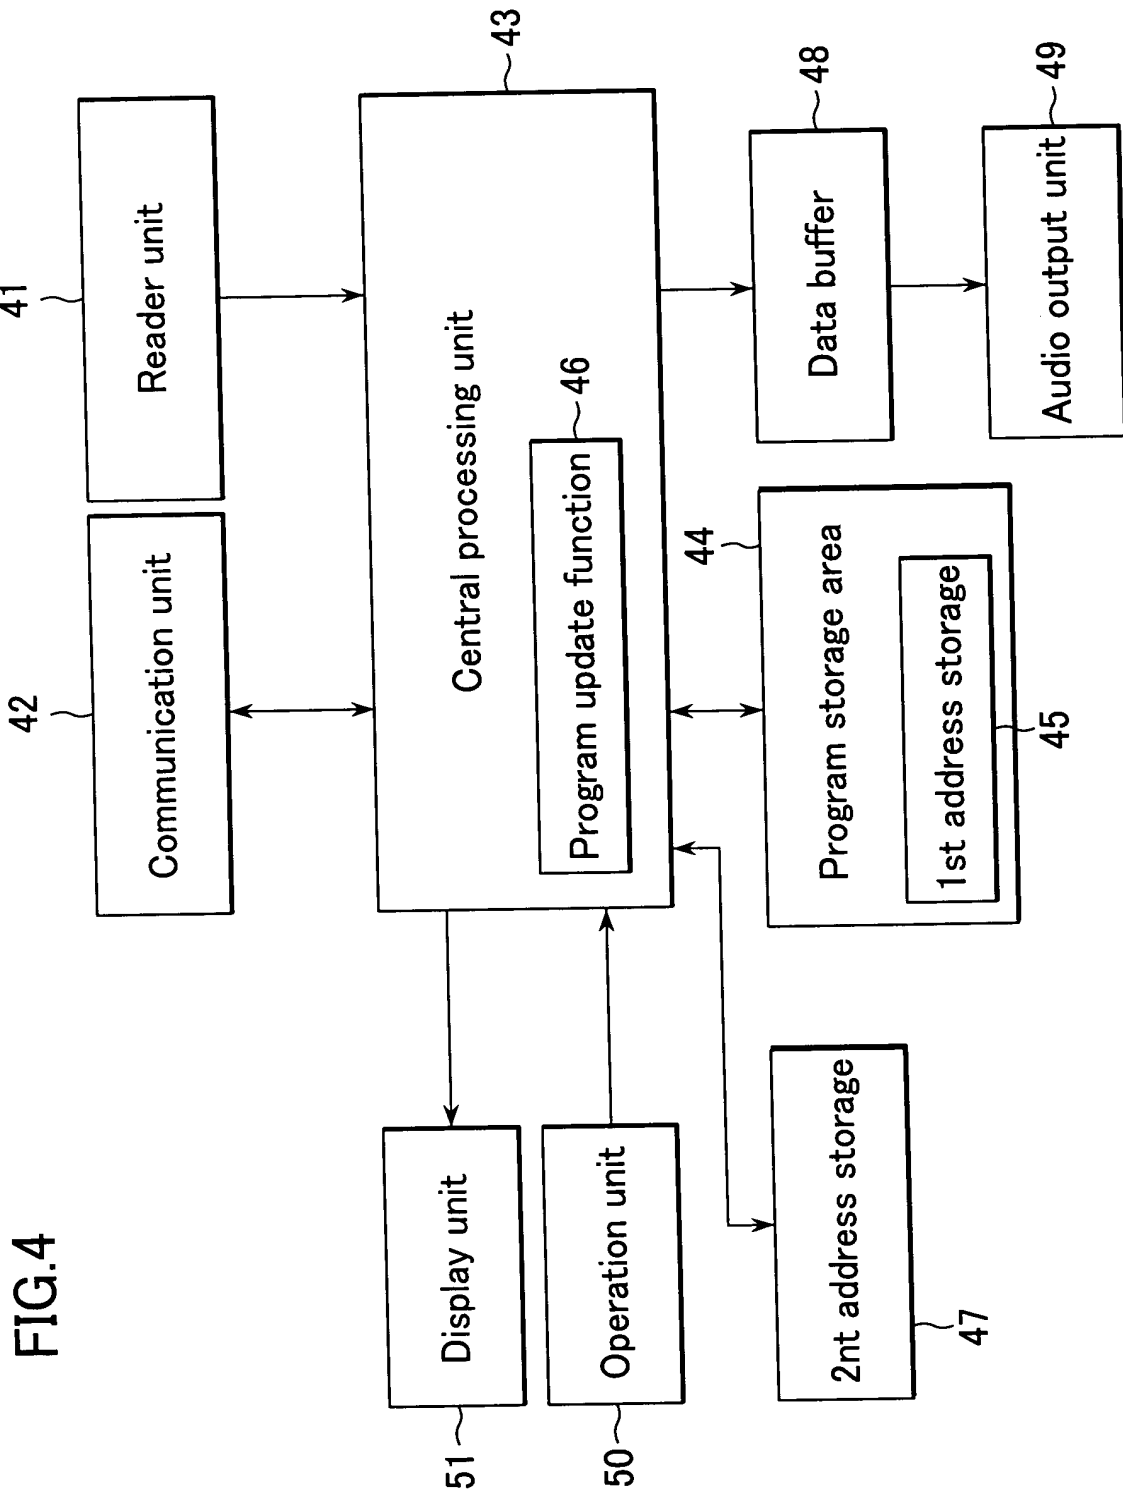 FIG.4
41
Reader unit
42
Communication unit
43
Central processing unit
46
Program update function
51
Display unit
50
Operation unit
47
2nt address storage
44
Program storage area
1st address storage
45
48
Data buffer
49
Audio output unit